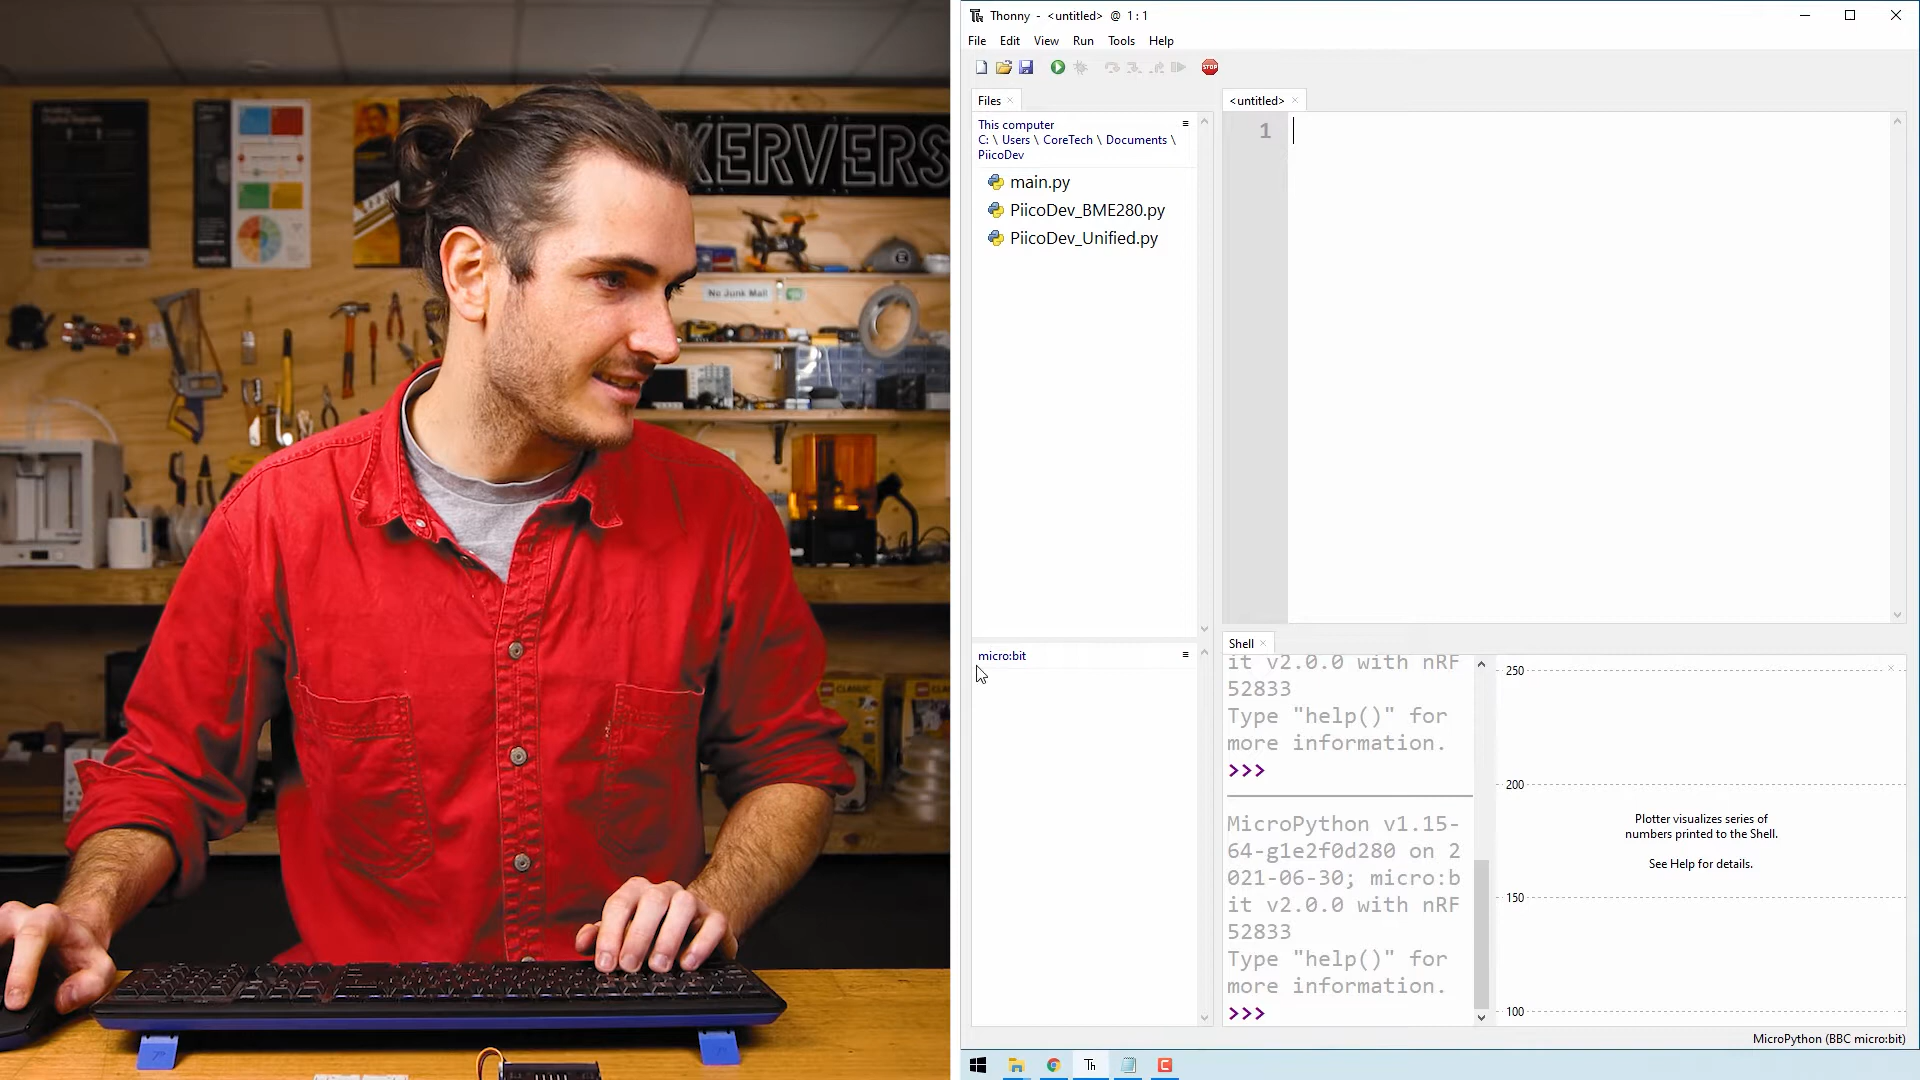 KERVERS
No Junk Mail
CLASSIC
Thonny - <untitled> @ 1:1
File Edit View Run Tools Help
STOP
Files
This computer
C: \ Users \ CoreTech \ Documents \
PiicoDev
main.py
PiicoDev_BME280.py
PiicoDev_Unified.py
micro:bit
<untitled>
1
Shell
it v2.0.0 with nRF
52833
Type "help()" for
more information.
>>>
MicroPython v1.15-
64-g1e2f0d280 on 2
021-06-30; micro:b
it v2.0.0 with nRF
52833
Type "help()" for
more information.
>>>
250
200
Plotter visualizes series of
numbers printed to the Shell.
See Help for details.
150
100
MicroPython (BBC micro:bit)
Th